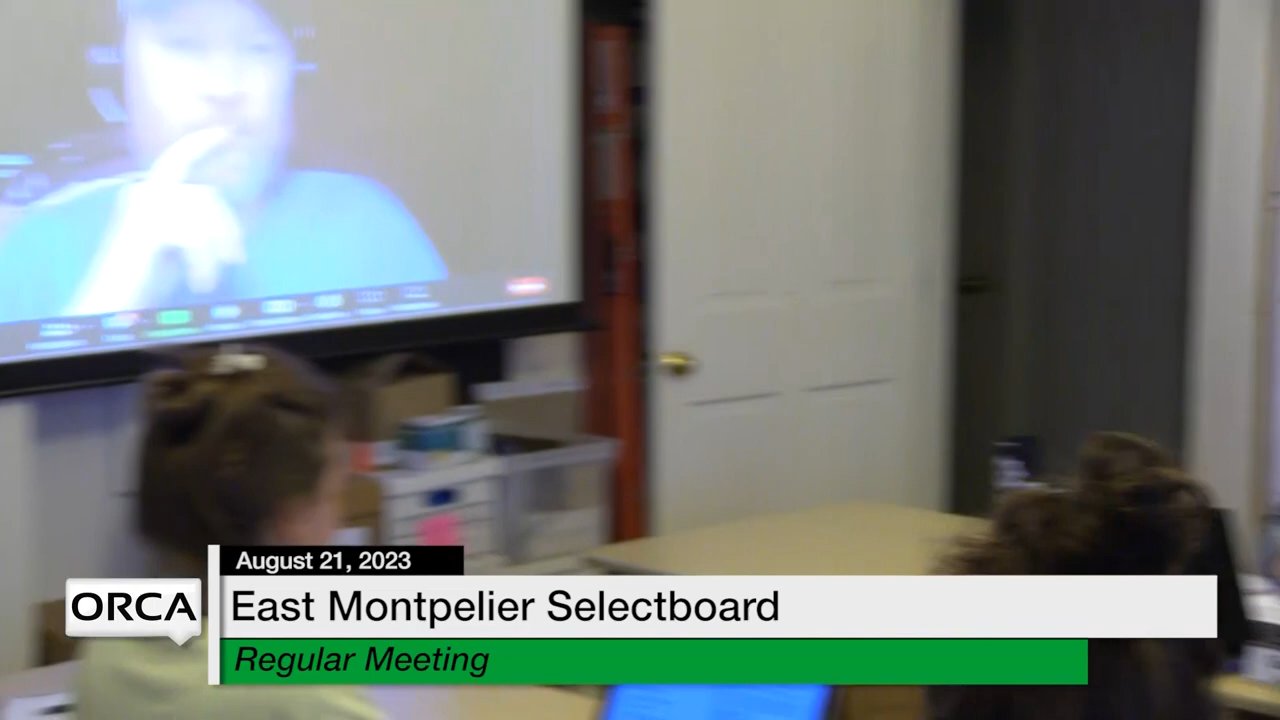 August 21, 2023
ORCA
East Montpelier Selectboard
Regular Meeting